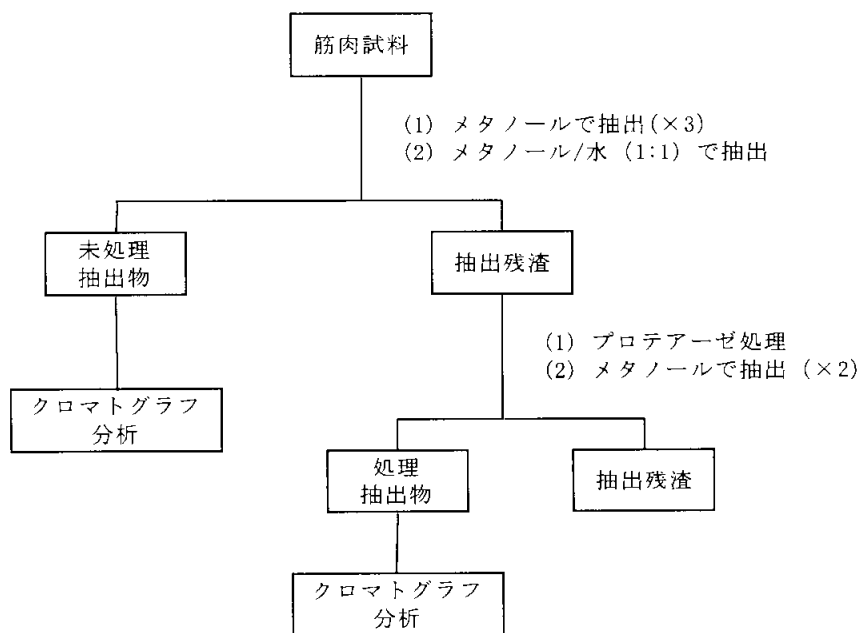 筋肉試料
(1) メタノールで抽出(×3)
(2) メタノール/水 (1:1) で抽出
未処理
抽出物
抽出残渣
(1) プロテアーゼ処理
(2) メタノールで抽出 (×2)
クロマトグラフ
分析
処理
抽出物
抽出残渣
クロマトグラフ
分析